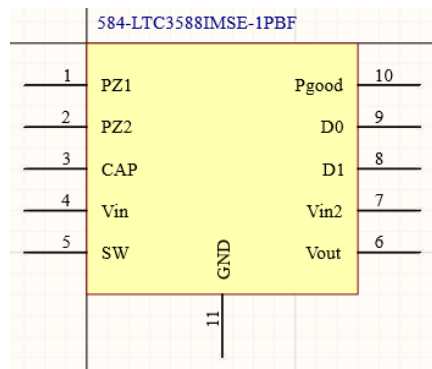 584-LTC3588IMSE-1PBF
1 PZ1 Pgood 10
2 PZ2 D0 9
3 CAP D1 8
4 Vin Vin2 7
5 SW Vout 6
GND
11